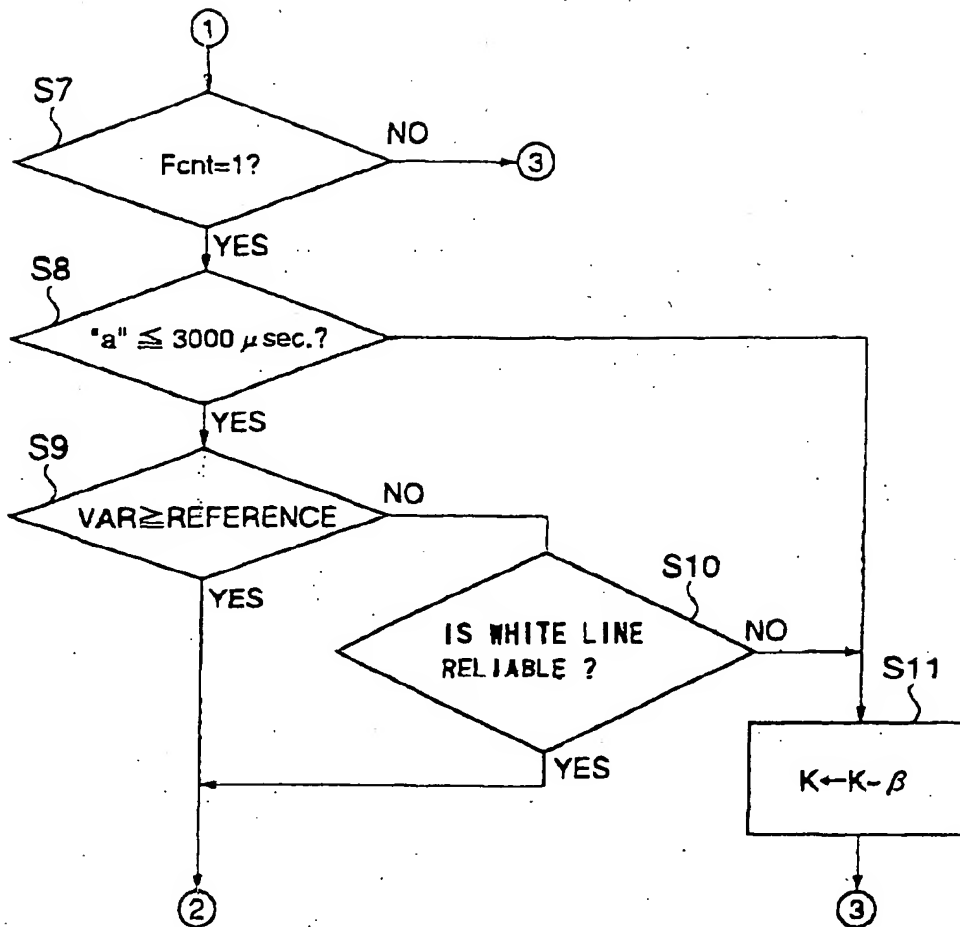 ①
S7
NO
Fcnt=1?
③
YES
S8
"a" ≦ 3000 μsec.?
YES
S9
NO
VAR≧REFERENCE
YES
S10
IS WHITE LINE
RELIABLE ?
NO
S11
YES
K←K-β
②
③